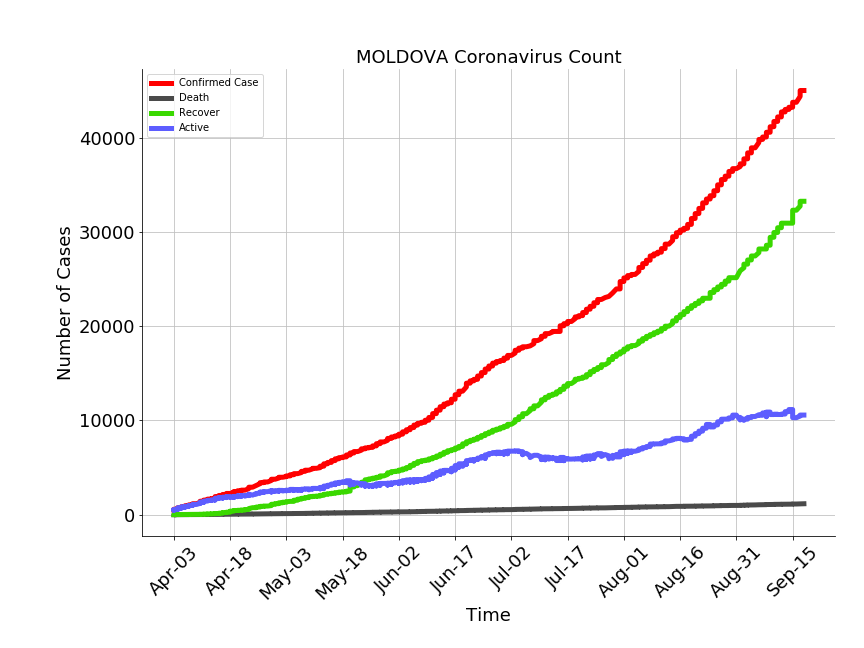 MOLDOVA Coronavirus Count
Confirmed Case
Death
Recover
Active
Number of Cases
40000
30000
20000
10000
0
Apr-03
Apr-18
May-03
May-18
Jun-02
Jun-17
Jul-02
Jul-17
Aug-01
Aug-16
Aug-31
Sep-15
Time